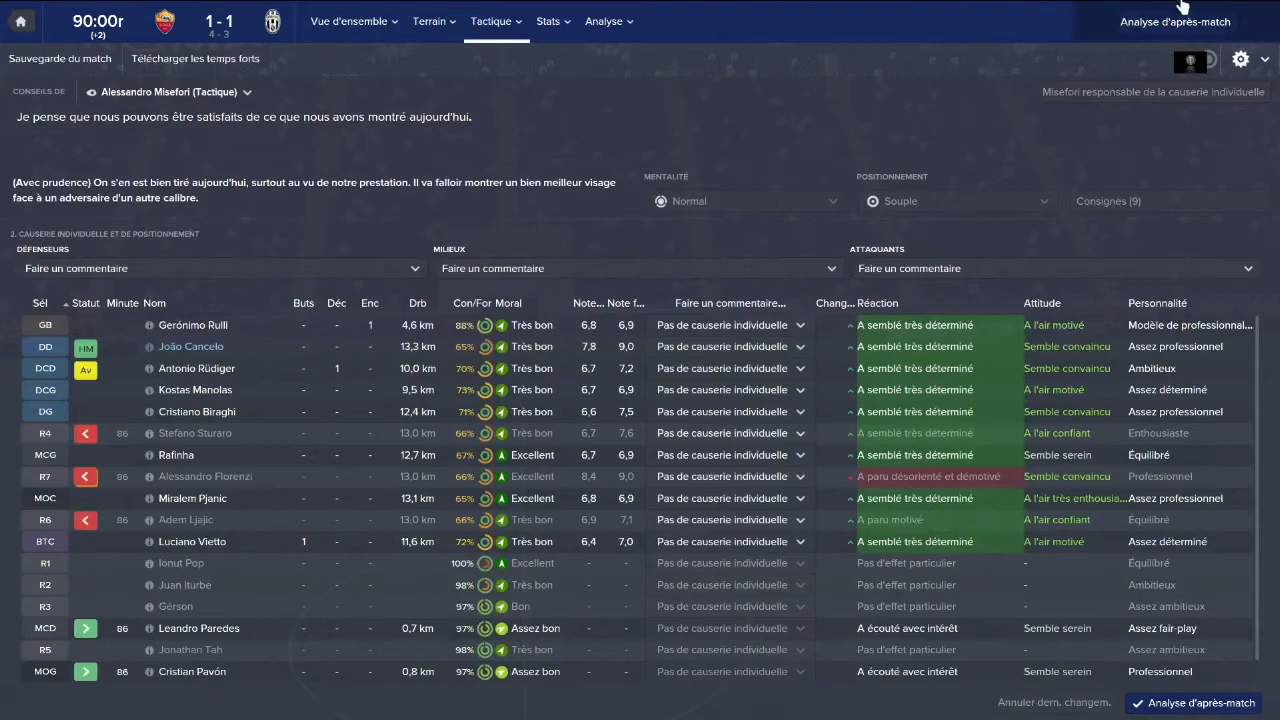 90:00r 1 - 1 Vue d'ensemble Terrain Tactique Stats Analyse Analyse d'après-match
(+2) 4 - 3
Sauvegarde du match Télécharger les temps forts
CONSEILS DE Alessandro Misefori (Tactique) Misefori responsable de la causerie individuelle
Je pense que nous pouvons être satisfaits de ce que nous avons montré aujourd'hui.
MENTALITÉ POSITIONNEMENT
(Avec prudence) On s'en est bien tiré aujourd'hui, surtout au vu de notre prestation. Il va falloir montrer un bien meilleur visage
face à un adversaire d'un autre calibre.
Normal Souple Consignes (9)
2. CAUSERIE INDIVIDUELLE ET DE POSITIONNEMENT
DÉFENSEURS MILIEUX ATTAQUANTS
Faire un commentaire Faire un commentaire Faire un commentaire
Sél Statut Minute Nom Buts Déc Enc Drb Con/For Moral Note... Note f... Faire un commentaire... Chang... Réaction Attitude Personnalité
GB Gerónimo Rulli - - 1 4,6 km 88% Très bon 6,8 6,9 Pas de causerie individuelle A semblé très déterminé A l'air motivé Modèle de professional...
DD HM João Cancelo - - - 13,3 km 65% Très bon 7,8 9,0 Pas de causerie individuelle A semblé très déterminé Semble convaincu Assez professionnel
DCD Av Antonio Rüdiger - 1 - 10,0 km 70% Très bon 6,7 7,2 Pas de causerie individuelle A semblé très déterminé Semble convaincu Ambitieux
DCG Kostas Manolas - - - 9,5 km 73% Très bon 6,7 6,9 Pas de causerie individuelle A semblé très déterminé A l'air motivé Assez déterminé
DG Cristiano Biraghi - - - 12,4 km 71% Très bon 6,6 7,5 Pas de causerie individuelle A semblé très déterminé Semble convaincu Assez professionnel
R4 86 Stefano Sturaro - - - 13,0 km 66% Très bon 6,7 7,6 Pas de causerie individuelle A semblé très déterminé A l'air confiant Enthousiaste
MCG Rafinha - - - 12,7 km 67% Excellent 6,7 6,9 Pas de causerie individuelle A semblé très déterminé Semble serein Équilibré
R7 86 Alessandro Florenzi - - - 13,0 km 66% Excellent 8,4 9,0 Pas de causerie individuelle A paru désorienté et démotivé Semble convaincu Professionnel
MOC Miralem Pjanic - - - 13,1 km 65% Excellent 6,8 6,9 Pas de causerie individuelle A semblé très déterminé A l'air très enthousia... Assez professionnel
R6 86 Adem Ljajic - - - 13,0 km 66% Très bon 6,9 7,1 Pas de causerie individuelle A paru motivé A l'air confiant Équilibré
BTC Luciano Vietto 1 - - 11,6 km 72% Très bon 6,4 7,0 Pas de causerie individuelle A semblé très déterminé A l'air motivé Assez déterminé
R1 Ionut Pop 100% Excellent - - Pas de causerie individuelle Pas d'effet particulier - Équilibré
R2 Juan Iturbe 98% Très bon - - Pas de causerie individuelle Pas d'effet particulier - Ambitieux
R3 Gérson 97% Bon - - Pas de causerie individuelle Pas d'effet particulier - Assez ambitieux
MCD 86 Leandro Paredes - - - 0,7 km 97% Assez bon - - Pas de causerie individuelle A écouté avec intérêt Semble serein Assez fair-play
R5 Jonathan Tah 98% Très bon - - Pas de causerie individuelle Pas d'effet particulier - Assez ambitieux
MOG 86 Cristian Pavón - - - 0,8 km 97% Assez bon - - Pas de causerie individuelle A écouté avec intérêt Semble serein Professionnel
Annuler dern. changem. Analyse d'après-match